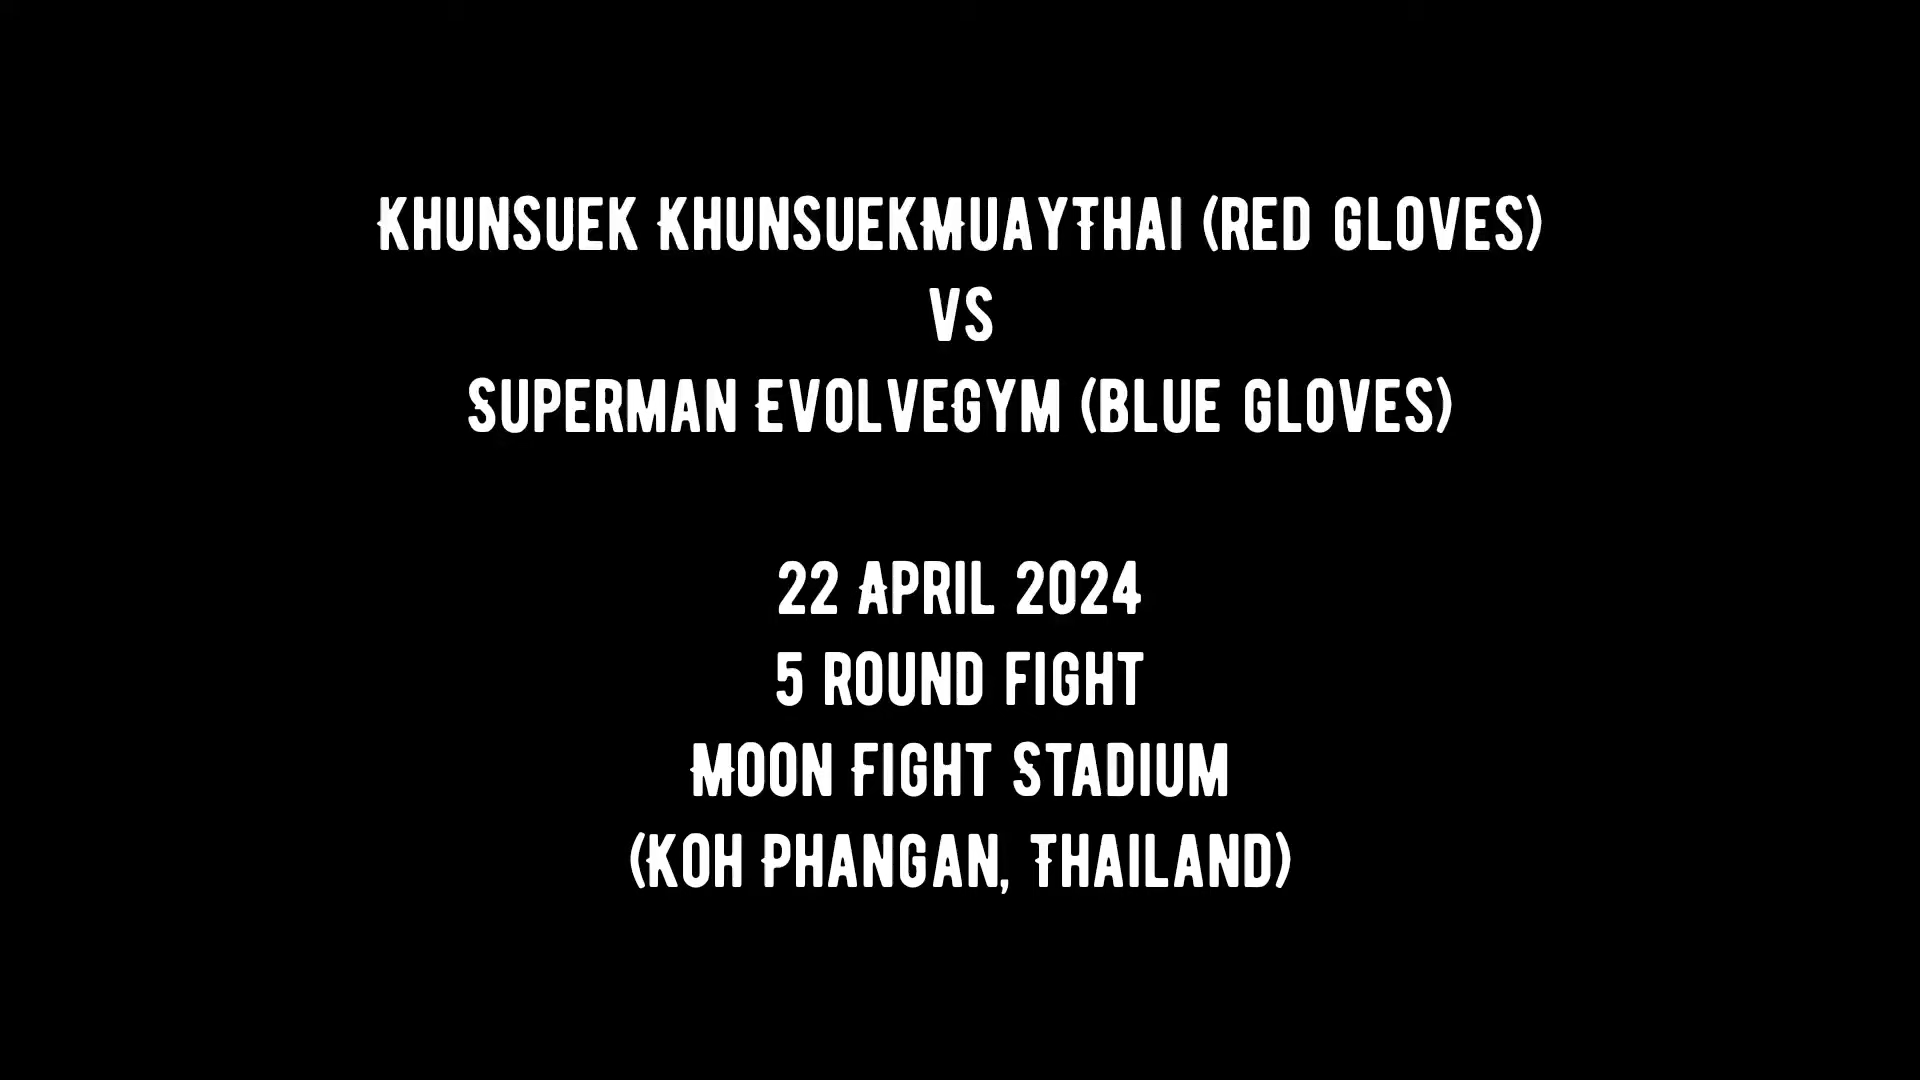 Khunsuek KhunsuekMuayThai (Red Gloves)
vs
Superman EvolveGym (Blue Gloves)
22 April 2024
5 Round Fight
Moon Fight Stadium
(Koh Phangan, Thailand)